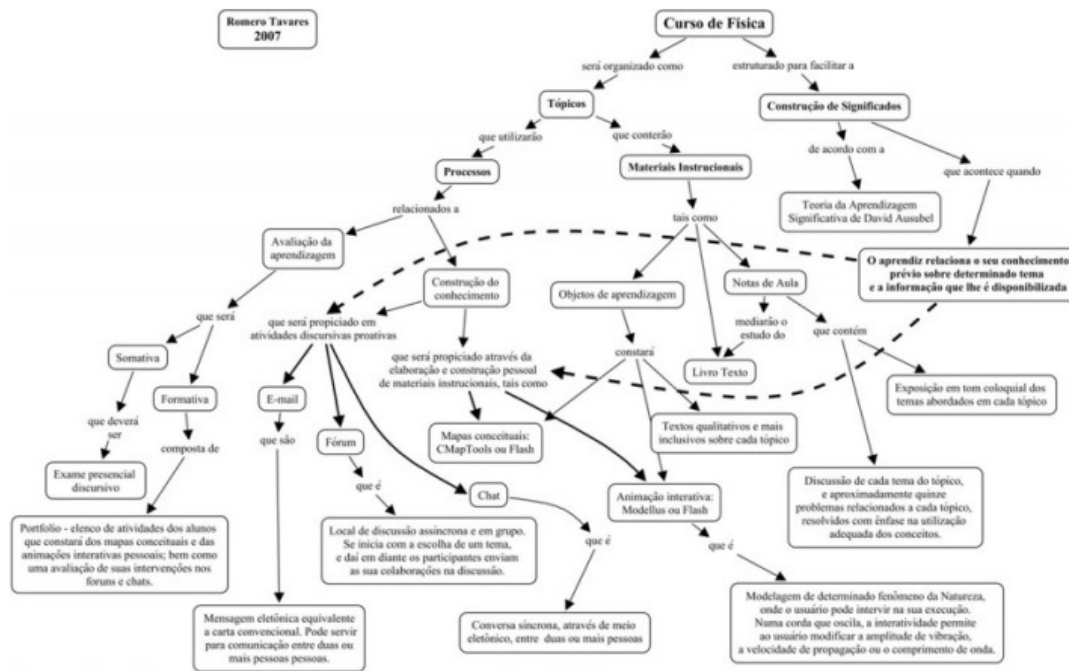 Romero Tavares
2007
Curso de Física
será organizado como
estruturado para facilitar a
Tópicos
Construção de Significados
que utilizarão
que conterão
de acordo com a
que acontece quando
Processos
Materiais Instrucionais
Teoria da Aprendizagem
Significativa de David Ausubel
relacionados a
tais como
Avaliação da
aprendizagem
O aprendiz relaciona o seu conhecimento
prévio sobre determinado tema
e a informação que lhe é disponibilizada
Construção do
conhecimento
Objetos de aprendizagem
Notas de Aula
que será
que será propiciado em
atividades discursivas proativas
mediarão o
estudo do
que contém
Somativa
que será propiciado através da
elaboração e construção pessoal
de materiais instrucionais, tais como
constará
Livro Texto
Exposição em tom coloquial dos
temas abordados em cada tópico
Formativa
E-mail
que deverá
ser
composta de
que são
Fórum
Mapas conceituais:
CMapTools ou Flash
Textos qualitativos e mais
inclusivos sobre cada tópico
Exame presencial
discursivo
que é
Chat
Animação interativa:
Modellus ou Flash
Discussão de cada tema do tópico,
e aproximadamente quinze
problemas relacionados a cada tópico,
resolvidos com ênfase na utilização
adequada dos conceitos.
Portfolio - elenco de atividades dos alunos
que constará dos mapas conceituais e das
animações interativas pessoais; bem como
uma avaliação de suas intervenções nos
foruns e chats.
Local de discussão assíncrona e em grupo.
Se inicia com a escolha de um tema,
e daí em diante os participantes enviam
as sua colaborações na discussão.
que é
que é
Mensagem eletônica equivalente
a carta convencional. Pode servir
para comunicação entre duas ou
mais pessoas pessoas.
Conversa síncrona, através de meio
eletônico, entre duas ou mais pessoas
Modelagem de determinado fenômeno da Natureza,
onde o usuário pode intervir na sua execução.
Numa corda que oscila, a interatividade permite
ao usuário modificar a amplitude de vibração,
a velocidade de propagação ou o comprimento de onda.